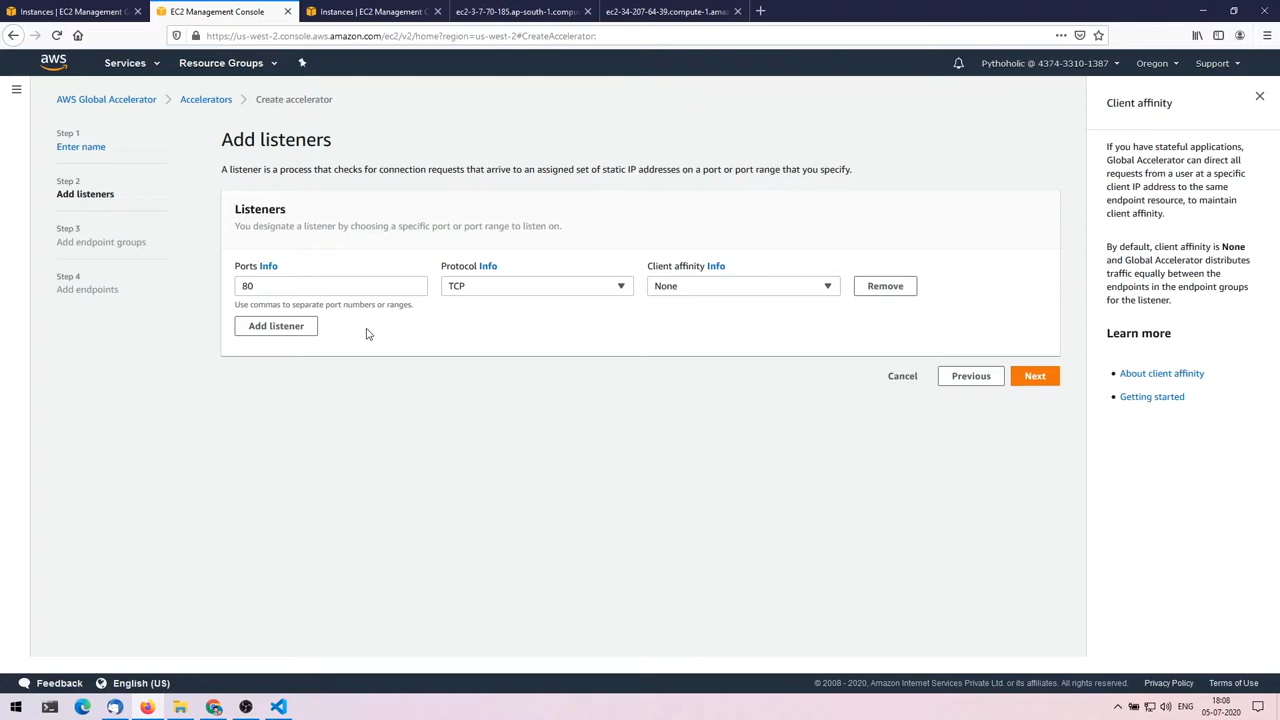 Instances | EC2 Management C
EC2 Management Console
Instances | EC2 Management C
ec2-3-7-70-185.ap-south-1.compu
ec2-34-207-64-39.compute-1.ama
https://us-west-2.console.aws.amazon.com/ec2/v2/home?region=us-west-2#CreateAccelerator:
aws
Services
Resource Groups
Pythoholic @ 4374-3310-1387
Oregon
Support
AWS Global Accelerator
Accelerators
Create accelerator
Step 1
Enter name
Step 2
Add listeners
Step 3
Add endpoint groups
Step 4
Add endpoints
Add listeners
A listener is a process that checks for connection requests that arrive to an assigned set of static IP addresses on a port or port range that you specify.
Listeners
You designate a listener by choosing a specific port or port range to listen on.
Ports Info
Protocol Info
Client affinity Info
80
TCP
None
Remove
Use commas to separate port numbers or ranges.
Add listener
Cancel
Previous
Next
Client affinity
If you have stateful applications,
Global Accelerator can direct all
requests from a user at a specific
client IP address to the same
endpoint resource, to maintain
client affinity.
By default, client affinity is None
and Global Accelerator distributes
traffic equally between the
endpoints in the endpoint groups
for the listener.
Learn more
About client affinity
Getting started
Feedback
English (US)
© 2008 - 2020, Amazon Internet Services Private Ltd. or its affiliates. All rights reserved.
Privacy Policy
Terms of Use
ENG
18:08
05-07-2020